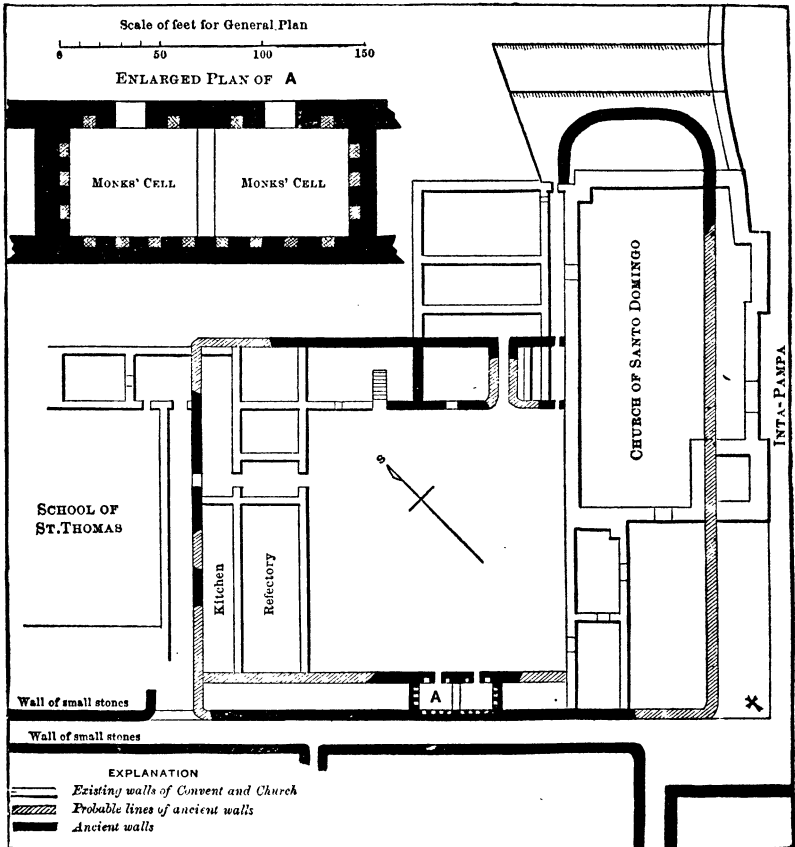 Scale of feet for General Plan
0 50 100 150
ENLARGED PLAN OF A
MONKS' CELL
MONKS' CELL
CHURCH OF SANTO DOMINGO
INTA-PAMPA
S
SCHOOL OF
ST. THOMAS
Kitchen
Refectory
A
Wall of small stones
Wall of small stones
EXPLANATION
Existing walls of Convent and Church
Probable lines of ancient walls
Ancient walls